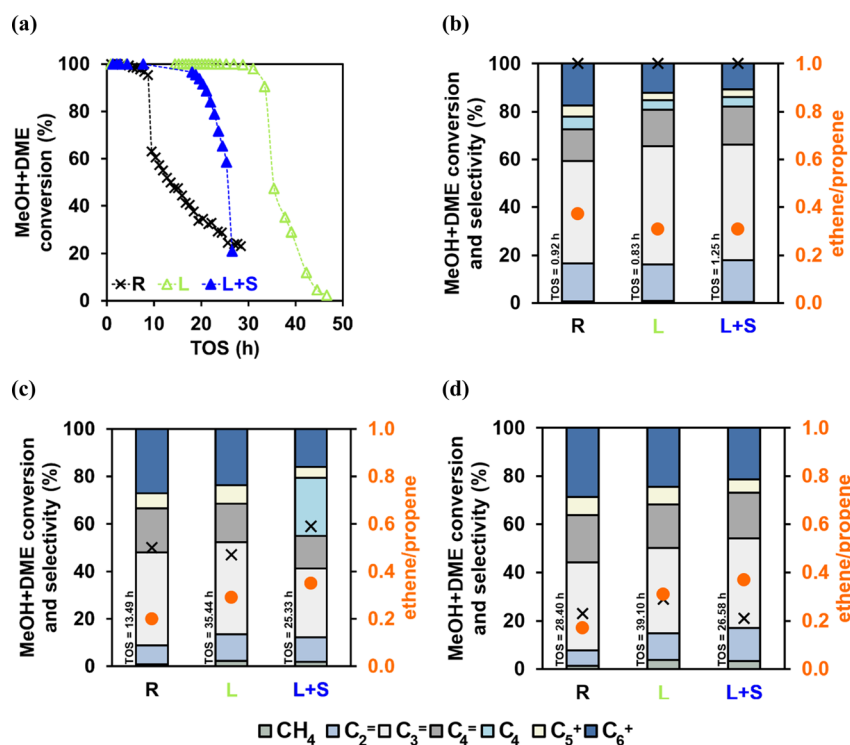 (a)
100
80
60
40
20
0
MeOH+DME
conversion (%)
R L L+S
0 10 20 30 40 50
TOS (h)
(b)
100
80
60
40
20
0
MeOH+DME conversion
and selectivity (%)
TOS = 0.92 h
TOS = 0.83 h
TOS = 1.25 h
R L L+S
1.0
0.8
0.6
0.4
0.2
0.0
ethene/propene
(c)
100
80
60
40
20
0
MeOH+DME conversion
and selectivity (%)
TOS = 13.49 h
TOS = 35.44 h
TOS = 25.33 h
R L L+S
1.0
0.8
0.6
0.4
0.2
0.0
ethene/propene
(d)
100
80
60
40
20
0
MeOH+DME conversion
and selectivity (%)
TOS = 28.40 h
TOS = 39.10 h
TOS = 26.58 h
R L L+S
1.0
0.8
0.6
0.4
0.2
0.0
ethene/propene
CH₄ C₂⁼ C₃⁼ C₄⁼ C₄ C₅⁺ C₆⁺